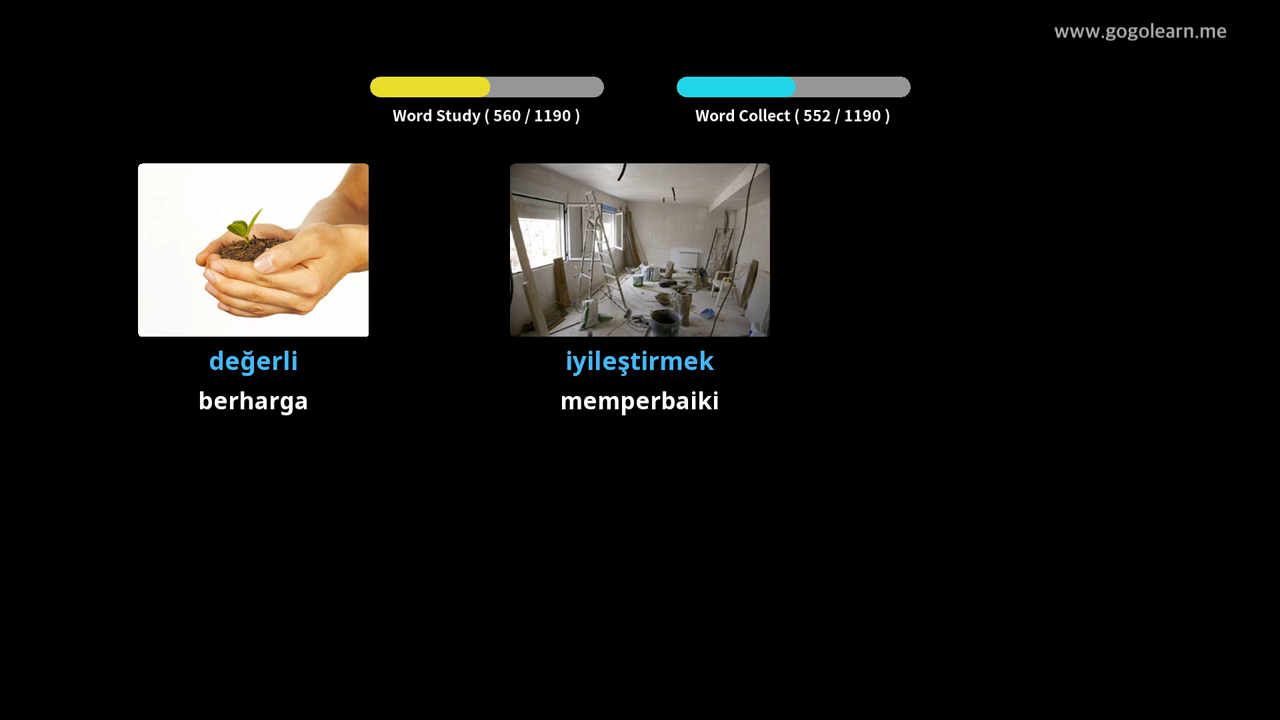 www.gogolearn.me
Word Study ( 560 / 1190 )
Word Collect ( 552 / 1190 )
değerli
berharga
iyileştirmek
memperbaiki